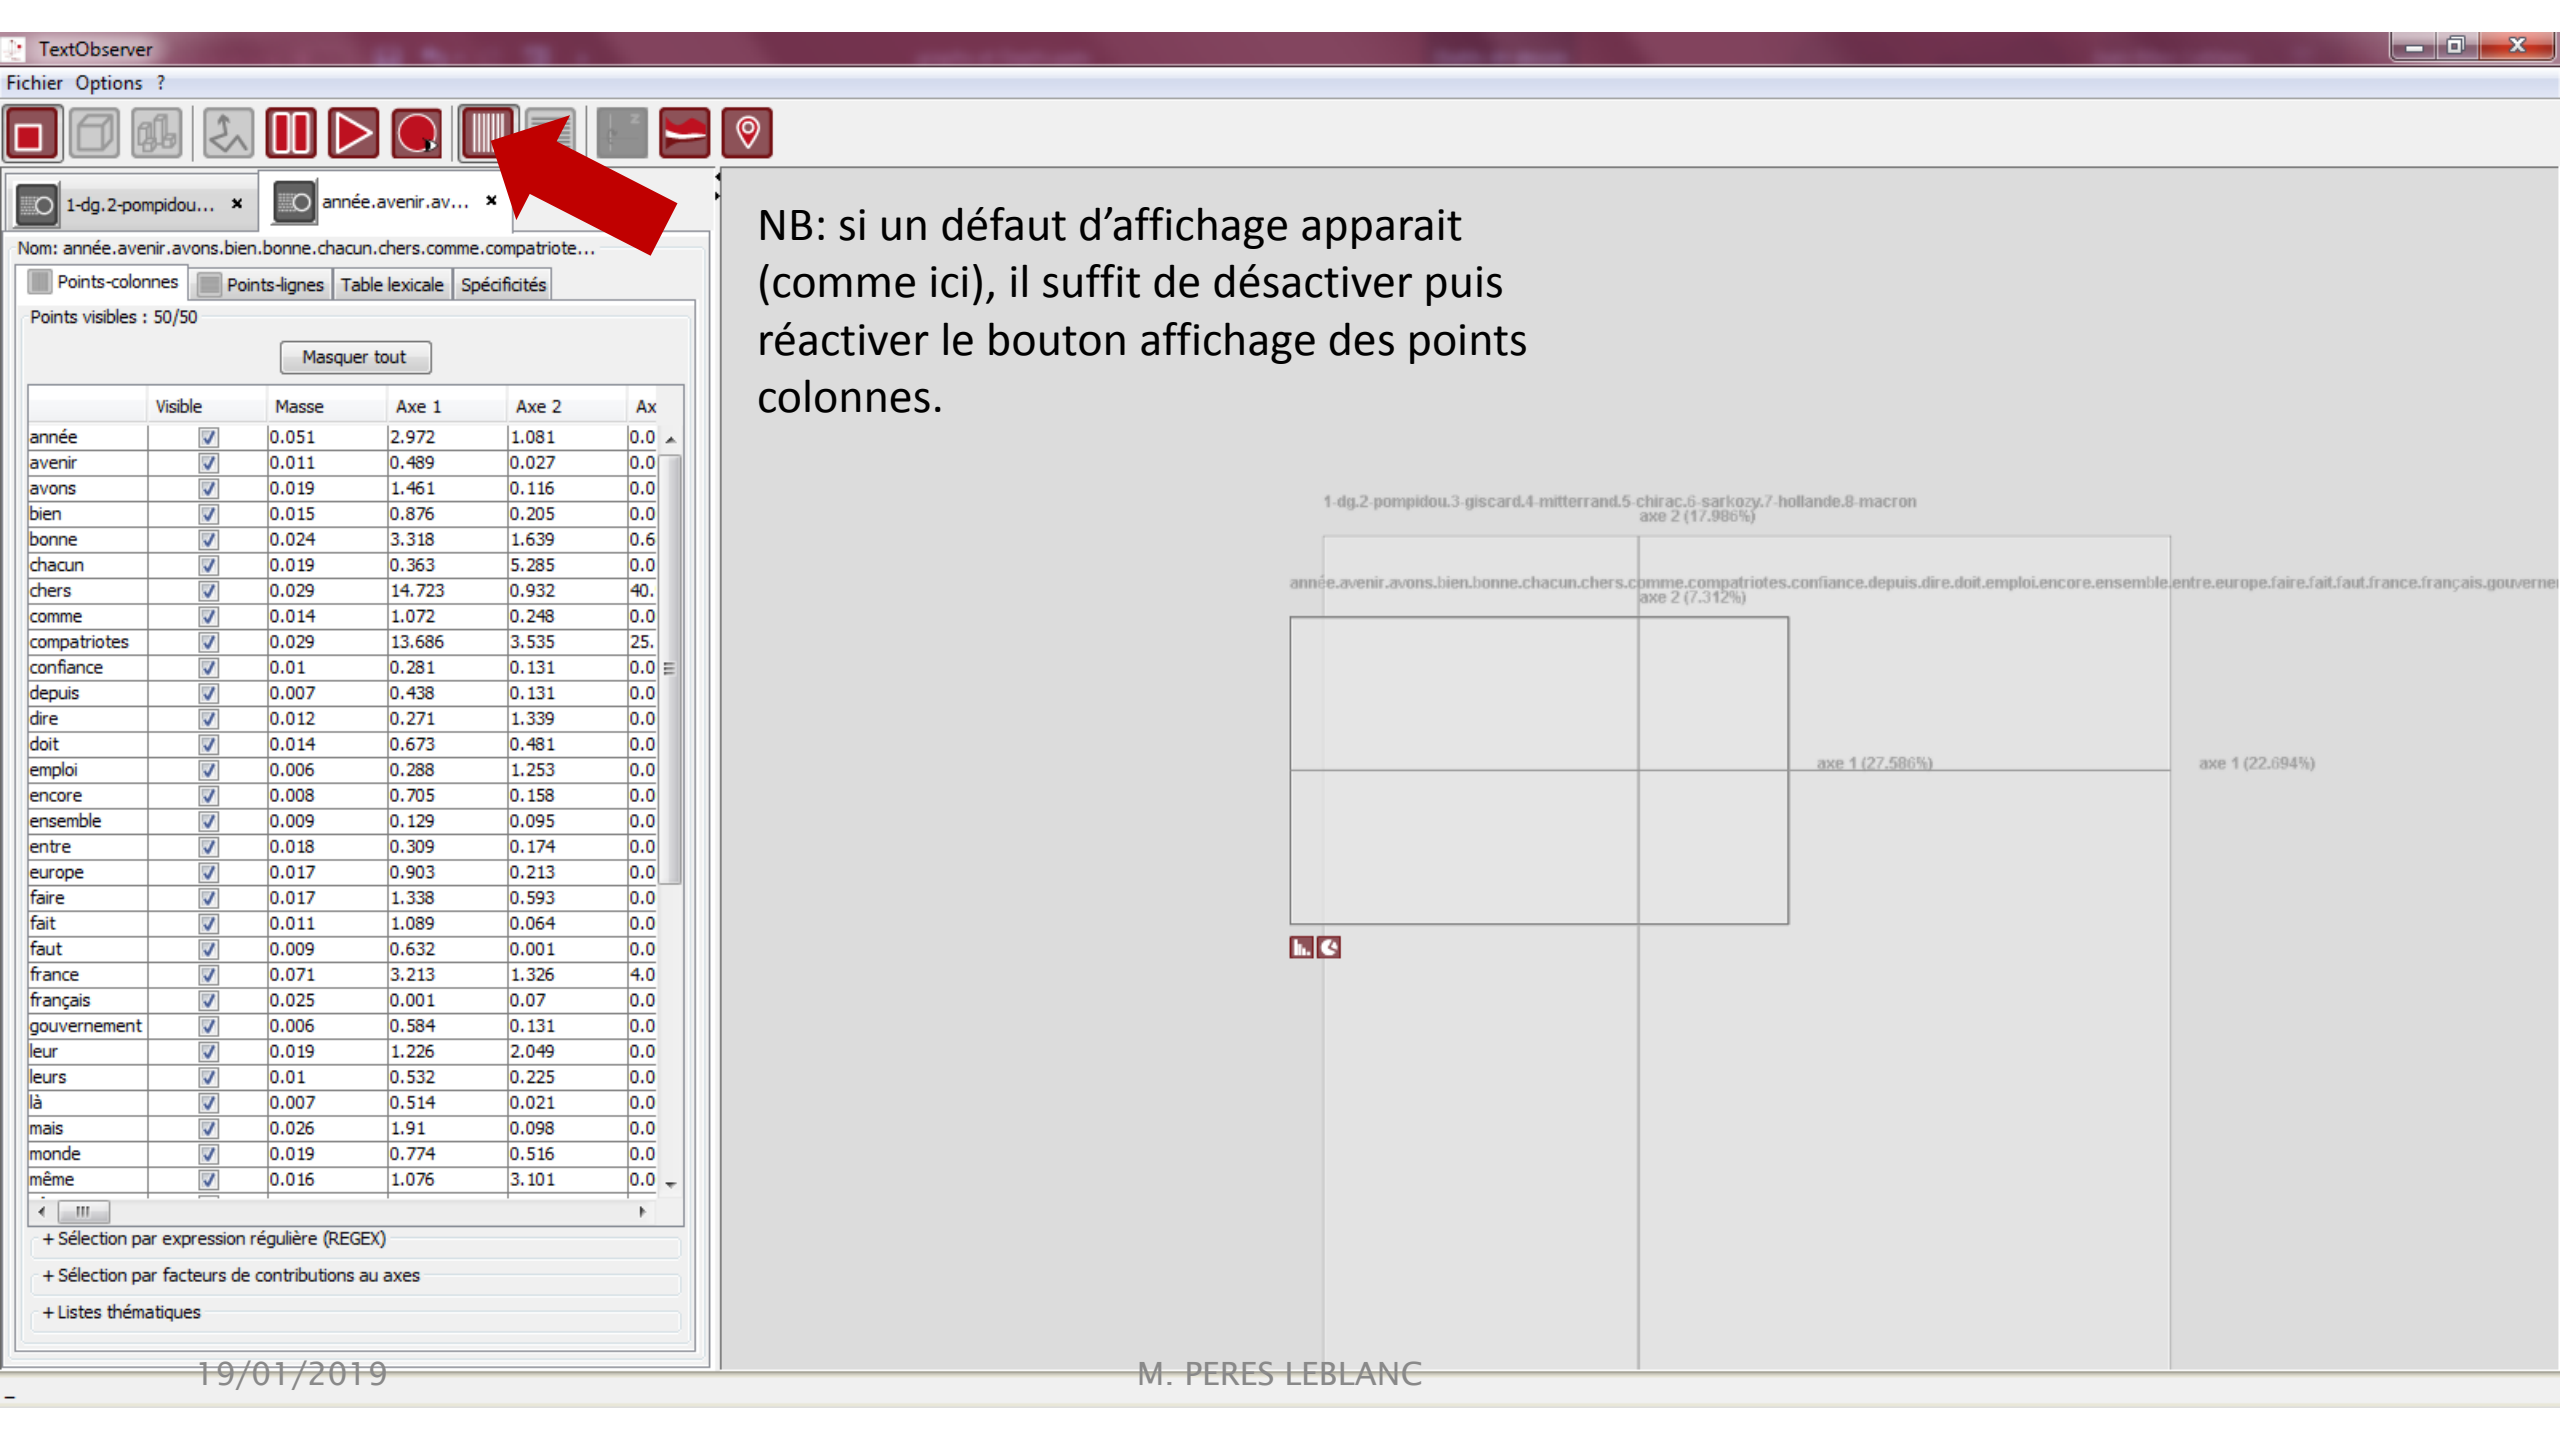 TextObserver
Fichier Options ?
1-dg.2-pompidou...
année.avenir.av...
Nom: année.avenir.avons.bien.bonne.chacun.chers.comme.compatriote...
Points-colonnes Points-lignes Table lexicale Spécificités
Points visibles : 50/50
Masquer tout
Visible Masse Axe 1 Axe 2 Ax
année 0.051 2.972 1.081 0.0
avenir 0.011 0.489 0.027 0.0
avons 0.019 1.461 0.116 0.0
bien 0.015 0.876 0.205 0.0
bonne 0.024 3.318 1.639 0.6
chacun 0.019 0.363 5.285 0.0
chers 0.029 14.723 0.932 40.
comme 0.014 1.072 0.248 0.0
compatriotes 0.029 13.686 3.535 25.
confiance 0.01 0.281 0.131 0.0
depuis 0.007 0.438 0.131 0.0
dire 0.012 0.271 1.339 0.0
doit 0.014 0.673 0.481 0.0
emploi 0.006 0.288 1.253 0.0
encore 0.008 0.705 0.158 0.0
ensemble 0.009 0.129 0.095 0.0
entre 0.018 0.309 0.174 0.0
europe 0.017 0.903 0.213 0.0
faire 0.017 1.338 0.593 0.0
fait 0.011 1.089 0.064 0.0
faut 0.009 0.632 0.001 0.0
france 0.071 3.213 1.326 4.0
français 0.025 0.001 0.07 0.0
gouvernement 0.006 0.584 0.131 0.0
leur 0.019 1.226 2.049 0.0
leurs 0.01 0.532 0.225 0.0
là 0.007 0.514 0.021 0.0
mais 0.026 1.91 0.098 0.0
monde 0.019 0.774 0.516 0.0
même 0.016 1.076 3.101 0.0
+ Sélection par expression régulière (REGEX)
+ Sélection par facteurs de contributions au axes
+ Listes thématiques
NB: si un défaut d’affichage apparait
(comme ici), il suffit de désactiver puis
réactiver le bouton affichage des points
colonnes.
1-dg.2-pompidou.3-giscard.4-mitterrand.5-chirac.6-sarkozy.7-hollande.8-macron
axe 2 (17.986%)
année.avenir.avons.bien.bonne.chacun.chers.comme.compatriotes.confiance.depuis.dire.doit.emploi.encore.ensemble.entre.europe.faire.fait.faut.france.français.gouverne
axe 2 (7.312%)
axe 1 (27.586%)
axe 1 (22.694%)
19/01/2019
M. PERES LEBLANC